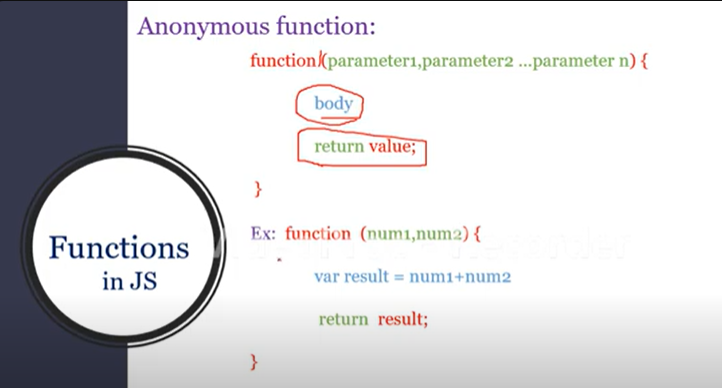 Anonymous function:
function(parameter1,parameter2 ...parameter n) {
body
return value;
}
Functions
in JS
Ex: function (num1,num2) {
var result = num1+num2
return result;
}